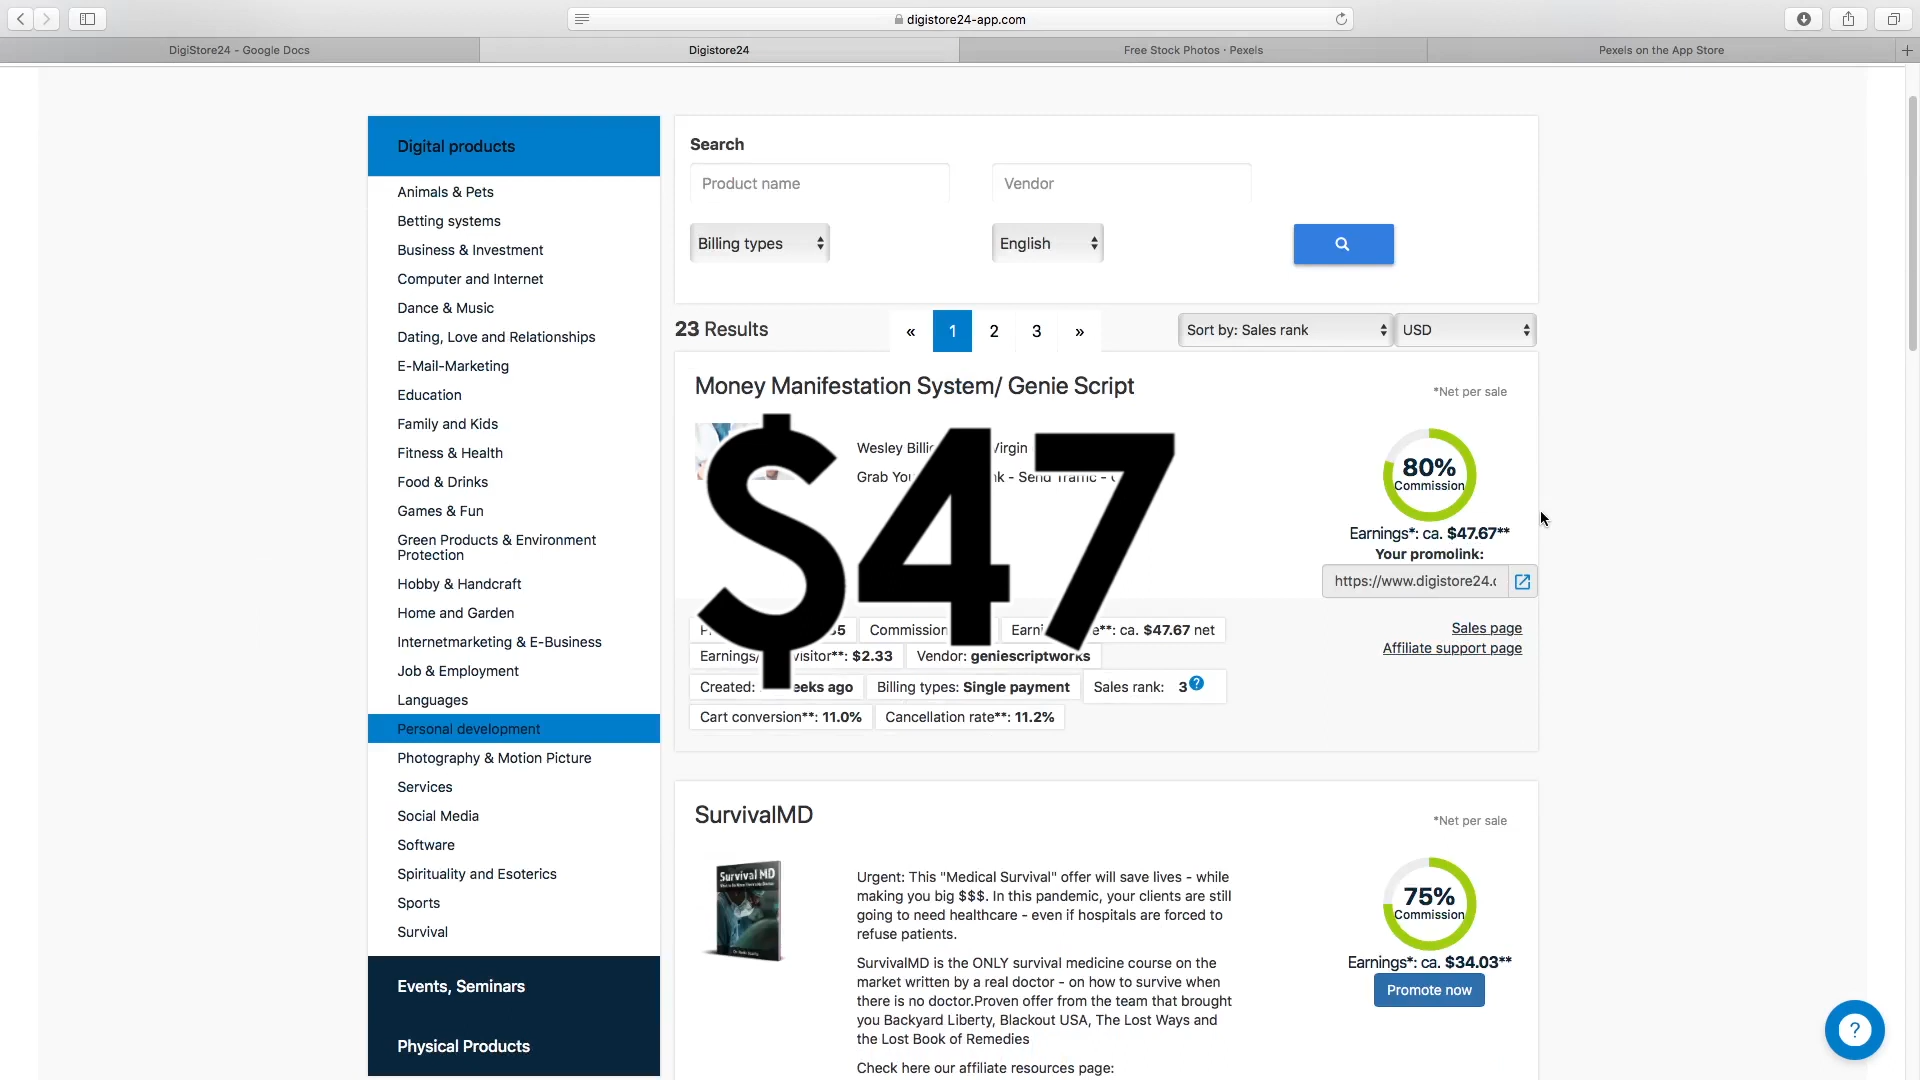 digistore24-app.com
DigiStore24 - Google Docs
Digistore24
Free Stock Photos · Pexels
Pexels on the App Store
Digital products
Animals & Pets
Betting systems
Business & Investment
Computer and Internet
Dance & Music
Dating, Love and Relationships
E-Mail-Marketing
Education
Family and Kids
Fitness & Health
Food & Drinks
Games & Fun
Green Products & Environment
Protection
Hobby & Handcraft
Home and Garden
Internetmarketing & E-Business
Job & Employment
Languages
Personal development
Photography & Motion Picture
Services
Social Media
Software
Spirituality and Esoterics
Sports
Survival
Events, Seminars
Physical Products
Search
Product name
Vendor
Billing types
English
23 Results
« 1 2 3 »
Sort by: Sales rank
USD
Money Manifestation System/ Genie Script
*Net per sale
$47
Wesley Virgin
Grab - Send Traffic -
80%
Commission
Earnings*: ca. $47.67**
Your promolink:
https://www.digistore24.c
Sales page
Affiliate support page
Commission
ca. $47.67 net
Earnings/ $2.33
Vendor: geniescriptworks
Created: ago
Billing types: Single payment
Sales rank: 3 ?
Cart conversion**: 11.0%
Cancellation rate**: 11.2%
SurvivalMD
*Net per sale
Survival MD
Urgent: This "Medical Survival" offer will save lives - while
making you big $$$. In this pandemic, your clients are still
going to need healthcare - even if hospitals are forced to
refuse patients.
SurvivalMD is the ONLY survival medicine course on the
market written by a real doctor - on how to survive when
there is no doctor.Proven offer from the team that brought
you Backyard Liberty, Blackout USA, The Lost Ways and
the Lost Book of Remedies
Check here our affiliate resources page:
75%
Commission
Earnings*: ca. $34.03**
Promote now
?